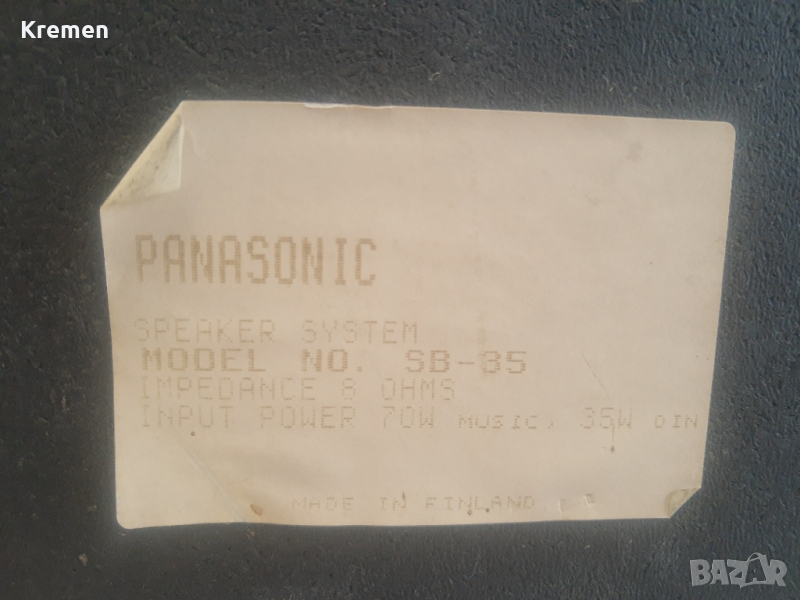 Kremen
PANASONIC
SPEAKER SYSTEM
MODEL NO. SB-35
IMPEDANCE 8 OHMS
INPUT POWER 70W MUSIC, 35W DIN
MADE IN FINLAND
BAZAR